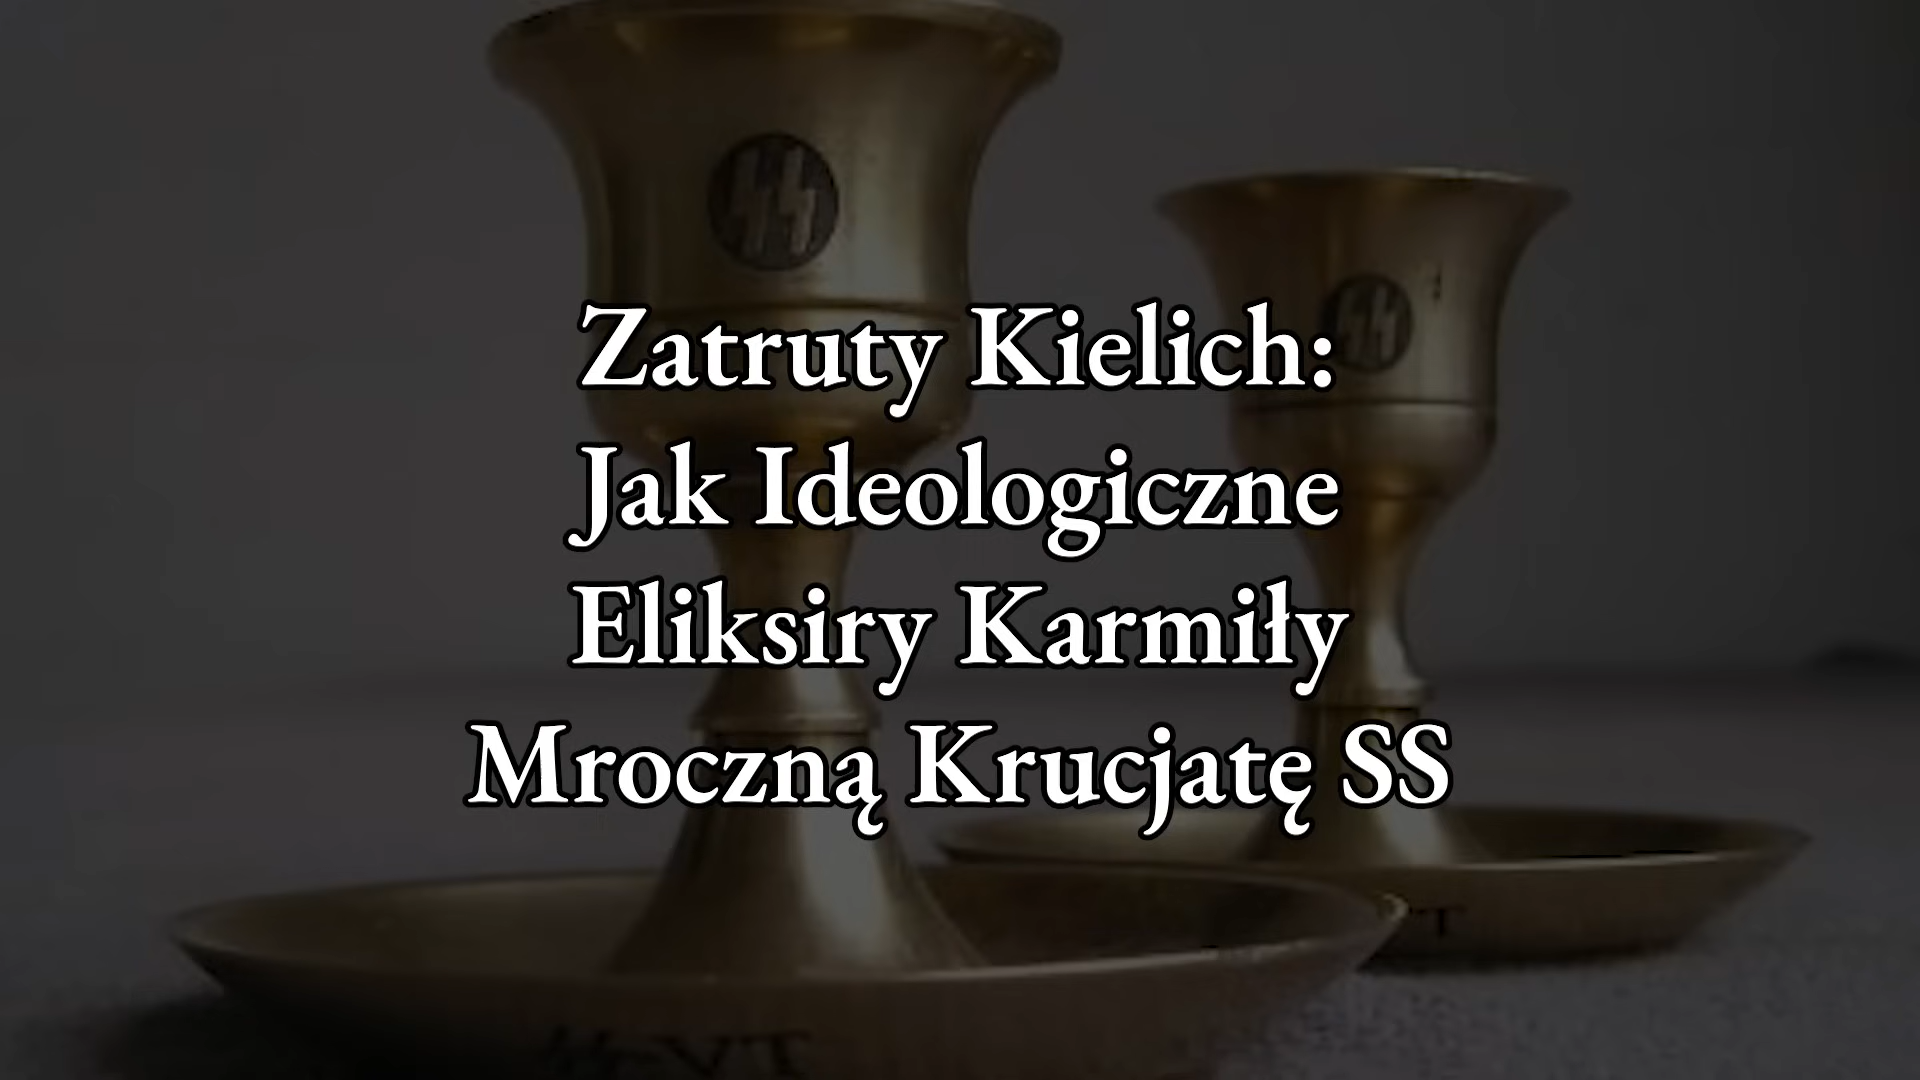 Zatruty Kielich:
Jak Ideologiczne
Eliksiry Karmiły
Mroczną Krucjatę SS